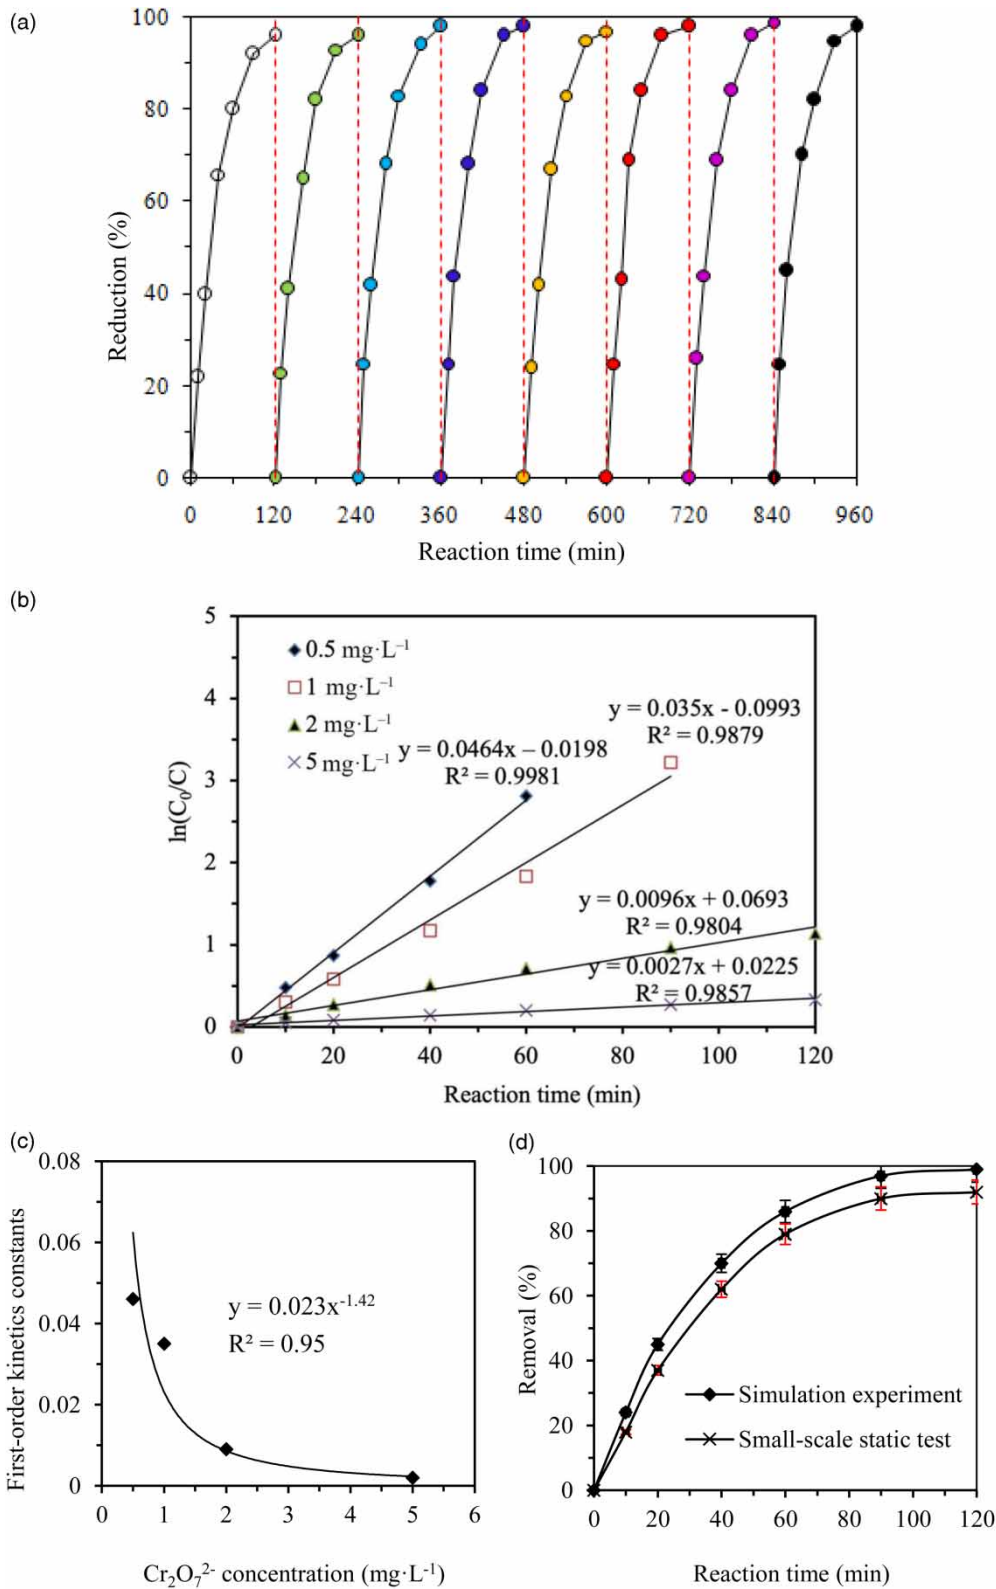 (a)
100
80
60
40
20
0
Reduction (%)
0 120 240 360 480 600 720 840 960
Reaction time (min)
(b)
5
4
3
2
1
0
ln(C₀/C)
0.5 mg·L⁻¹
1 mg·L⁻¹
2 mg·L⁻¹
5 mg·L⁻¹
y = 0.035x - 0.0993
R² = 0.9879
y = 0.0464x – 0.0198
R² = 0.9981
y = 0.0096x + 0.0693
R² = 0.9804
y = 0.0027x + 0.0225
R² = 0.9857
0 20 40 60 80 100 120
Reaction time (min)
(c)
0.08
0.06
0.04
0.02
0
First-order kinetics constants
y = 0.023x⁻¹·⁴²
R² = 0.95
0 1 2 3 4 5 6
Cr₂O₇²⁻ concentration (mg·L⁻¹)
(d)
100
80
60
40
20
0
Removal (%)
Simulation experiment
Small-scale static test
0 20 40 60 80 100 120
Reaction time (min)